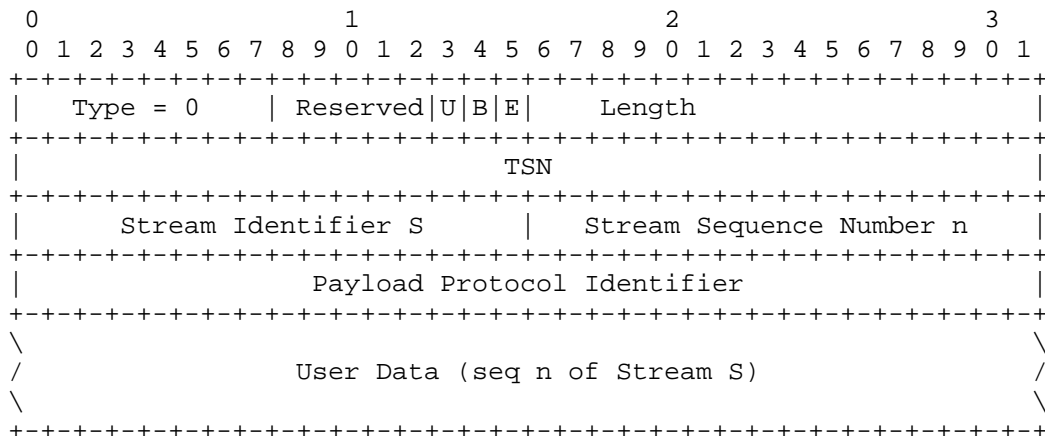 0                   1                   2                   3
 0 1 2 3 4 5 6 7 8 9 0 1 2 3 4 5 6 7 8 9 0 1 2 3 4 5 6 7 8 9 0 1
+-+-+-+-+-+-+-+-+-+-+-+-+-+-+-+-+-+-+-+-+-+-+-+-+-+-+-+-+-+-+-+-+
|   Type = 0    | Reserved|U|B|E|    Length                     |
+-+-+-+-+-+-+-+-+-+-+-+-+-+-+-+-+-+-+-+-+-+-+-+-+-+-+-+-+-+-+-+-+
|                              TSN                              |
+-+-+-+-+-+-+-+-+-+-+-+-+-+-+-+-+-+-+-+-+-+-+-+-+-+-+-+-+-+-+-+-+
|      Stream Identifier S      |   Stream Sequence Number n    |
+-+-+-+-+-+-+-+-+-+-+-+-+-+-+-+-+-+-+-+-+-+-+-+-+-+-+-+-+-+-+-+-+
|                  Payload Protocol Identifier                  |
+-+-+-+-+-+-+-+-+-+-+-+-+-+-+-+-+-+-+-+-+-+-+-+-+-+-+-+-+-+-+-+-+
\                                                               \
/                 User Data (seq n of Stream S)                 /
\                                                               \
+-+-+-+-+-+-+-+-+-+-+-+-+-+-+-+-+-+-+-+-+-+-+-+-+-+-+-+-+-+-+-+-+